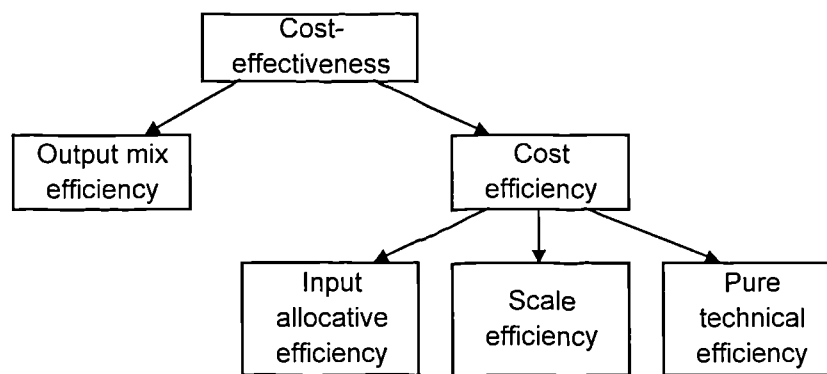 Cost-
effectiveness
Output mix
efficiency
Cost
efficiency
Input
allocative
efficiency
Scale
efficiency
Pure
technical
efficiency